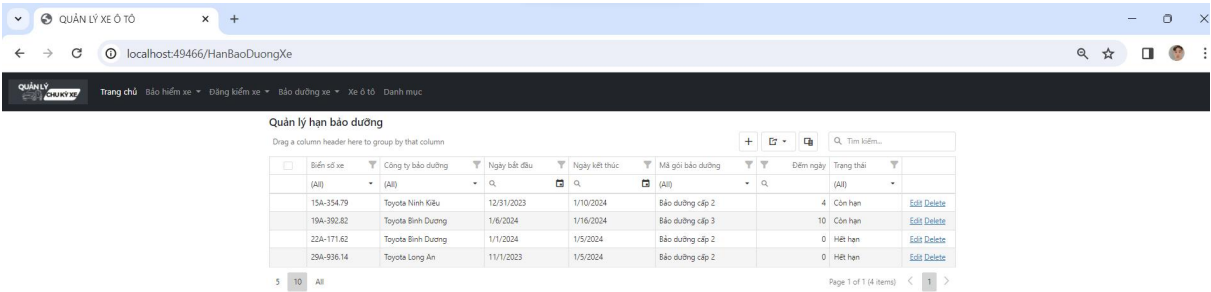 QUẢN LÝ XE Ô TÔ
localhost:49466/HanBaoDuongXe
QUẢN LÝ
CHU KỲ XE
Trang chủ Bảo hiểm xe Đăng kiểm xe Bảo dưỡng xe Xe ô tô Danh mục
Quản lý hạn bảo dưỡng
Drag a column header here to group by that column
Tìm kiếm...
Biển số xe Công ty bảo dưỡng Ngày bắt đầu Ngày kết thúc Mã gói bảo dưỡng Đếm ngày Trạng thái
(All) (All) (All) (All)
15A-354.79 Toyota Ninh Kiều 12/31/2023 1/10/2024 Bảo dưỡng cấp 2 4 Còn hạn Edit Delete
19A-392.82 Toyota Bình Dương 1/6/2024 1/16/2024 Bảo dưỡng cấp 3 10 Còn hạn Edit Delete
22A-171.62 Toyota Bình Dương 1/1/2024 1/5/2024 Bảo dưỡng cấp 2 0 Hết hạn Edit Delete
29A-936.14 Toyota Long An 11/1/2023 1/5/2024 Bảo dưỡng cấp 2 0 Hết hạn Edit Delete
5 10 All Page 1 of 1 (4 items) 1